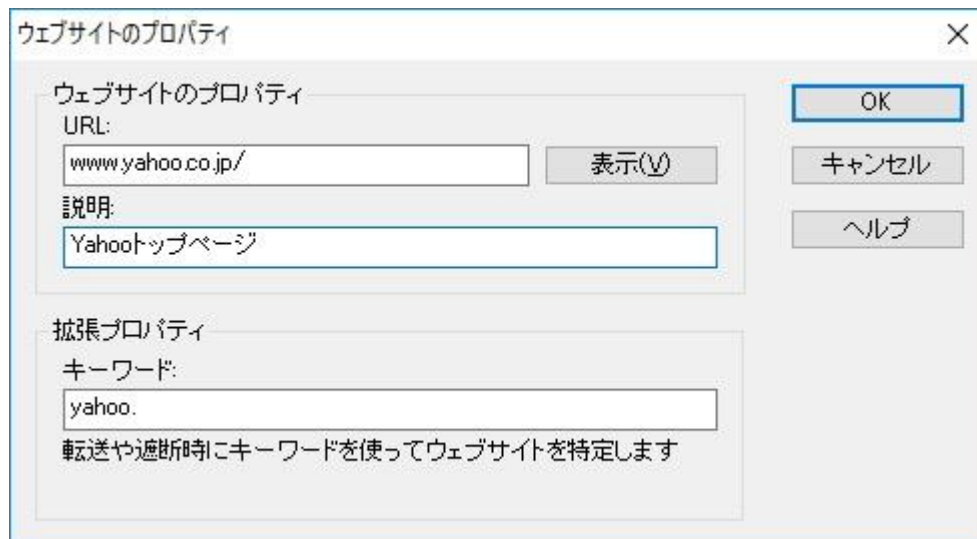 ウェブサイトのプロパティ
ウェブサイトのプロパティ
OK
URL:
www.yahoo.co.jp/
表示(V)
キャンセル
説明:
ヘルプ
Yahooトップページ
拡張プロパティ
キーワード:
yahoo.
転送や遮断時にキーワードを使ってウェブサイトを特定します